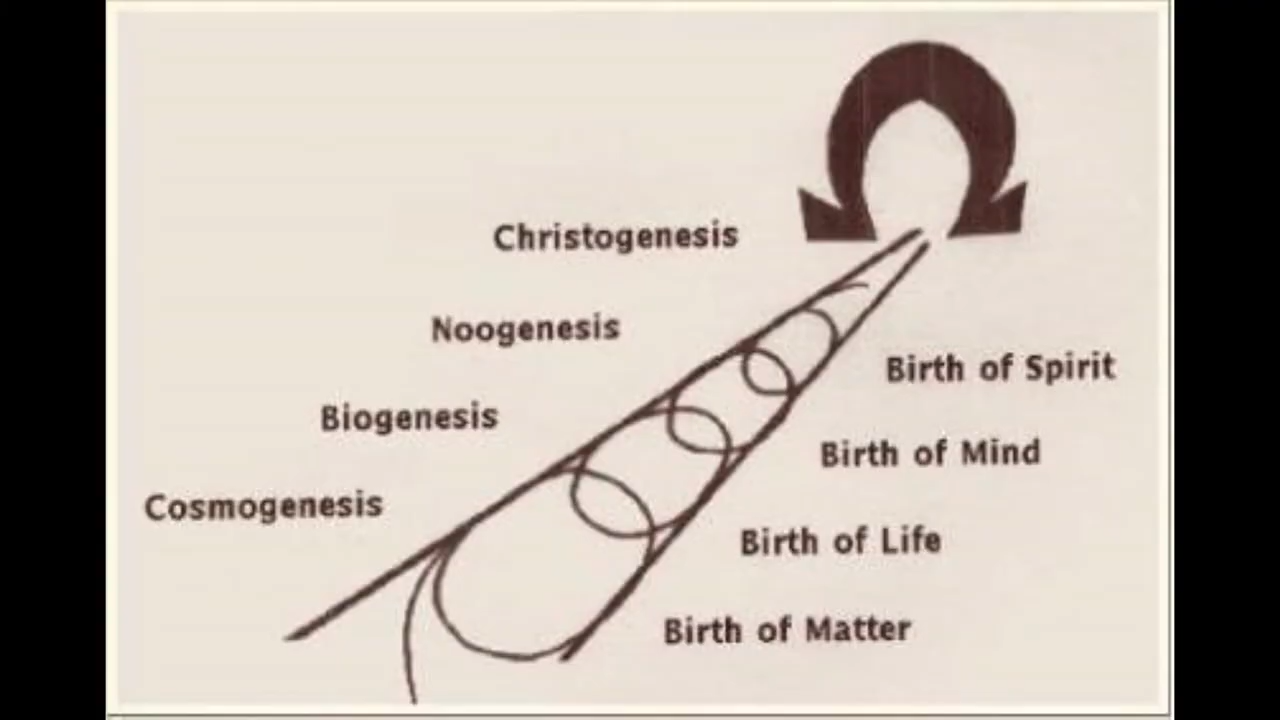 Christogenesis
Noogenesis
Birth of Spirit
Biogenesis
Birth of Mind
Cosmogenesis
Birth of Life
Birth of Matter